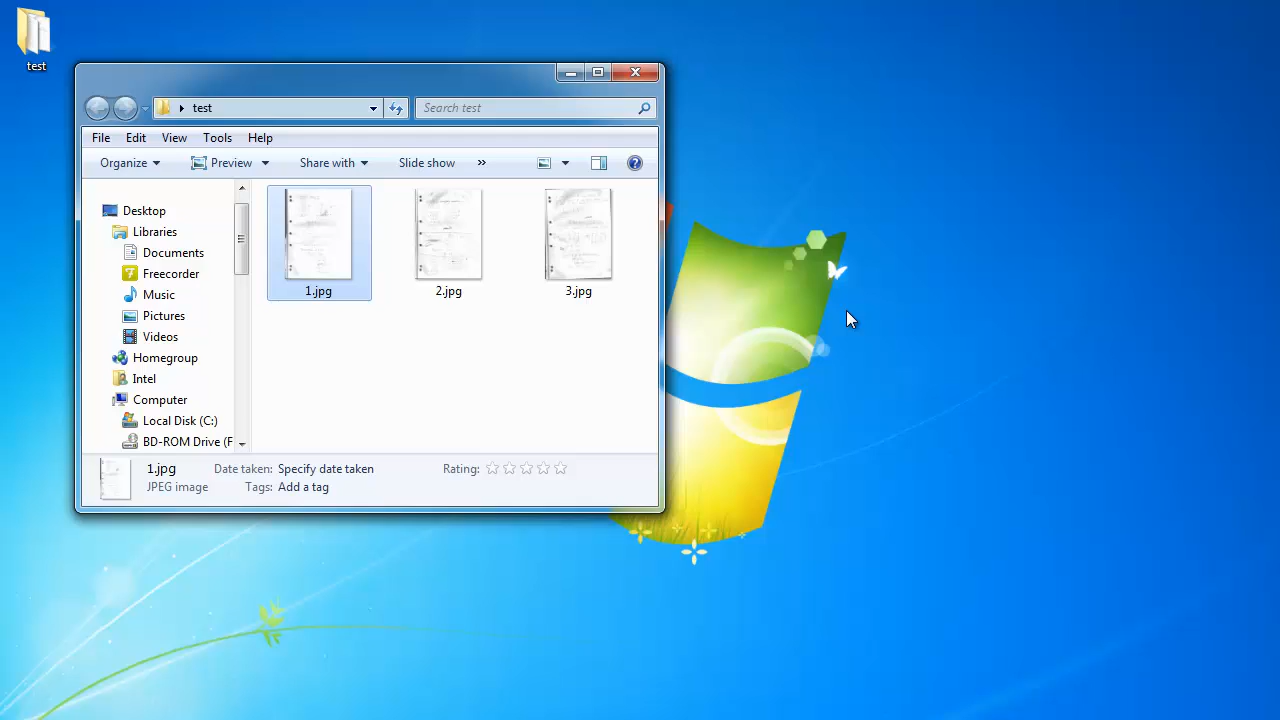 test
test
Search test
File Edit View Tools Help
Organize Preview Share with Slide show »
Desktop
Libraries
Documents
Freecorder
Music
Pictures
Videos
Homegroup
Intel
Computer
Local Disk (C:)
BD-ROM Drive (F
1.jpg 2.jpg 3.jpg
1.jpg Date taken: Specify date taken Rating:
JPEG image Tags: Add a tag